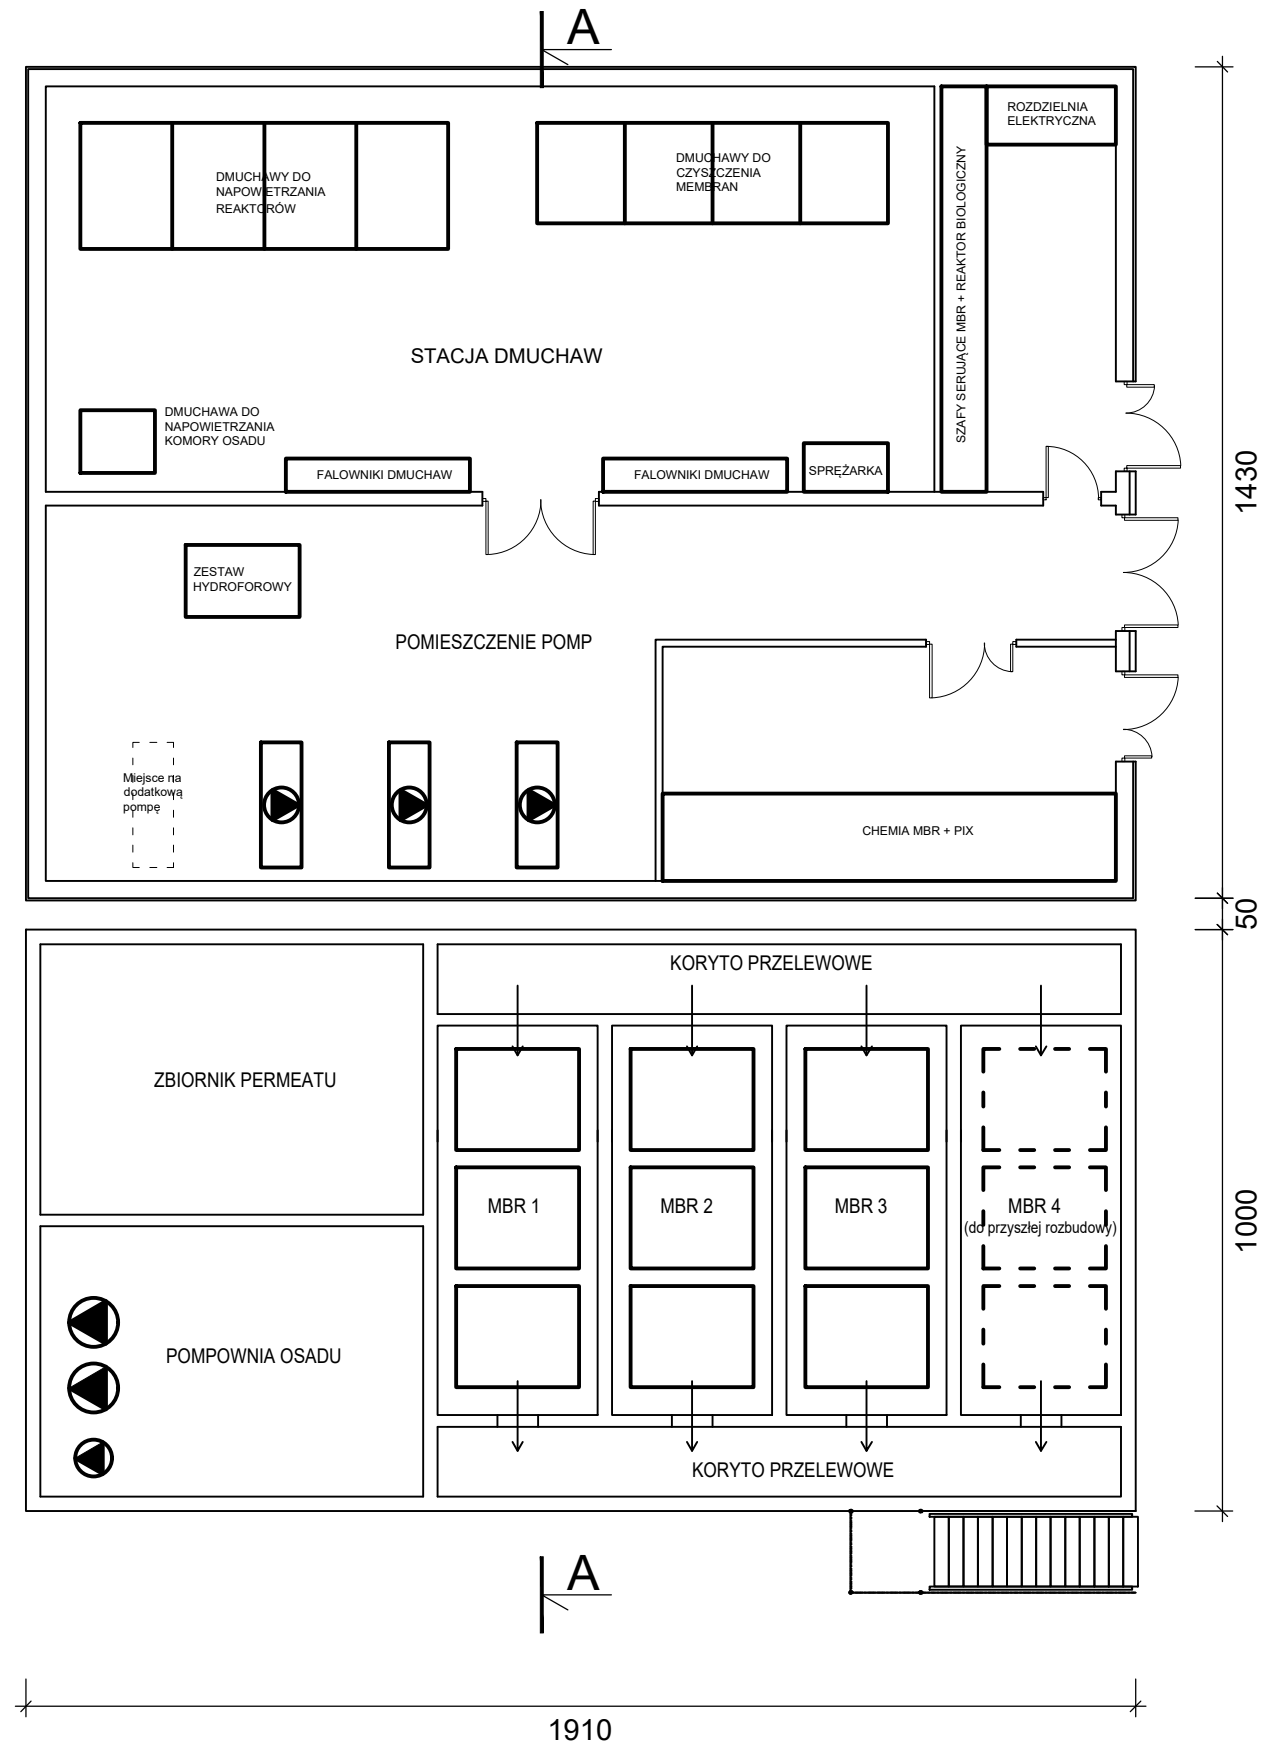 A
ROZDZIELNIA
ELEKTRYCZNA
DMUCHAWY DO
NAPOWIETRZANIA
REAKTORÓW
DMUCHAWY DO
CZYSZCZENIA
MEMBRAN
SZAFY SERUJĄCE MBR + REAKTOR BIOLOGICZNY
STACJA DMUCHAW
DMUCHAWA DO
NAPOWIETRZANIA
KOMORY OSADU
FALOWNIKI DMUCHAW
FALOWNIKI DMUCHAW
SPRĘŻARKA
1430
ZESTAW
HYDROFOROWY
POMIESZCZENIE POMP
Miejsce na
dodatkową
pompę
CHEMIA MBR + PIX
50
KORYTO PRZELEWOWE
ZBIORNIK PERMEATU
MBR 1
MBR 2
MBR 3
MBR 4
(do przyszłej rozbudowy)
1000
POMPOWNIA OSADU
KORYTO PRZELEWOWE
A
1910